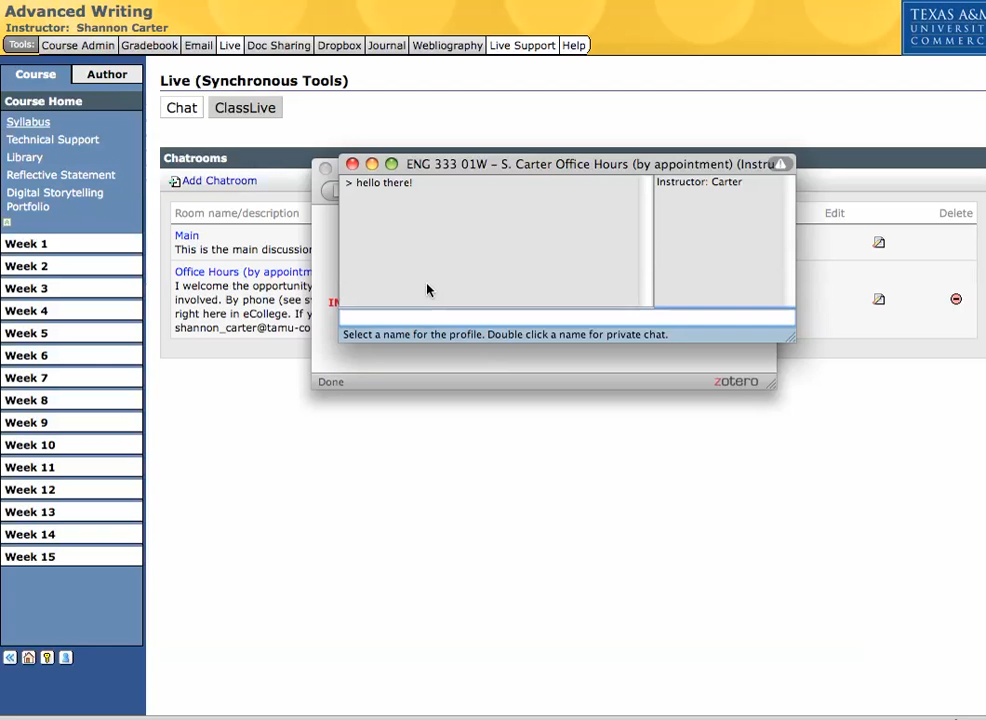 Advanced Writing
Instructor: Shannon Carter
Tools: Course Admin Gradebook Email Live Doc Sharing Dropbox Journal Webliography Live Support Help
TEXAS A&M
UNIVERSITY
COMMERC
Course Author
Course Home
Syllabus
Technical Support
Library
Reflective Statement
Digital Storytelling
Portfolio
Week 1
Week 2
Week 3
Week 4
Week 5
Week 6
Week 7
Week 8
Week 9
Week 10
Week 11
Week 12
Week 13
Week 14
Week 15
Live (Synchronous Tools)
Chat ClassLive
Chatrooms
Add Chatroom
Room name/description Edit Delete
Main
This is the main discussion
Office Hours (by appointm
I welcome the opportunity
involved. By phone (see s
right here in eCollege. If y
shannon_carter@tamu-co
IN
ENG 333 01W – S. Carter Office Hours (by appointment) (Instru
> hello there!
Instructor: Carter
Select a name for the profile. Double click a name for private chat.
Done zotero